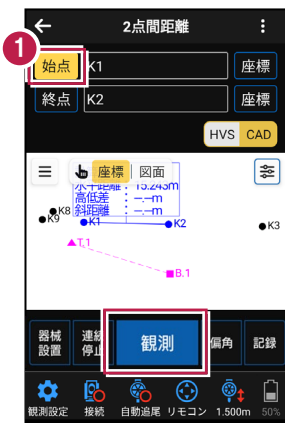 2点間距離
1
始点 K1 座標
終点 K2 座標
HVS CAD
座標 図面
水平距離 : 15.243m
高低差 : --.--m
斜距離 : --.--m
K8
K9 K1 K2 K3
T.1
B.1
器械設置 連続停止 観測 偏角 記録
観測設定 接続 自動追尾 リモコン 1.500m 50%